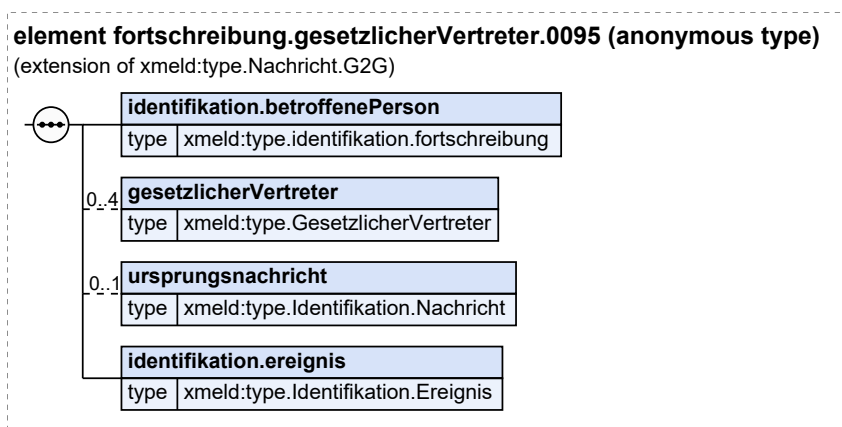 element fortschreibung.gesetzlicherVertreter.0095 (anonymous type)
(extension of xmeld:type.Nachricht.G2G)
identifikation.betroffenePerson
type xmeld:type.identifikation.fortschreibung
0..4
gesetzlicherVertreter
type xmeld:type.GesetzlicherVertreter
0..1
ursprungsnachricht
type xmeld:type.Identifikation.Nachricht
identifikation.ereignis
type xmeld:type.Identifikation.Ereignis